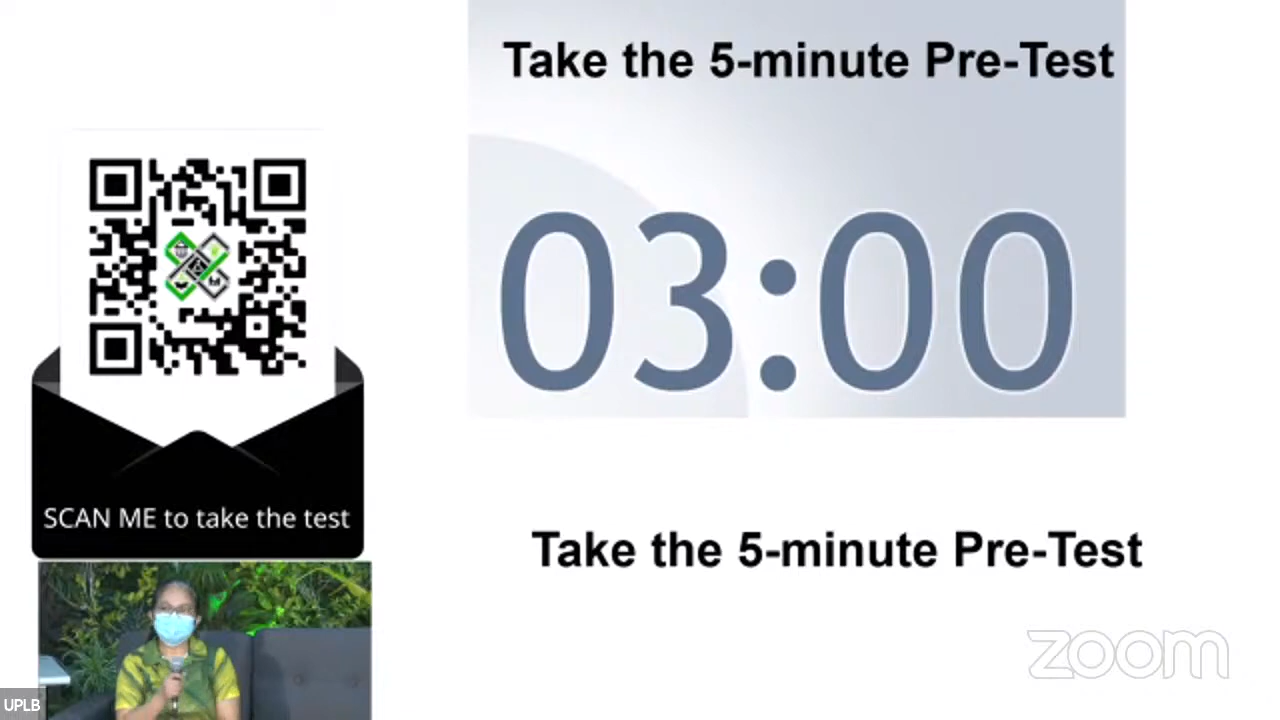 Take the 5-minute Pre-Test
03:00
SCAN ME to take the test
Take the 5-minute Pre-Test
zoom
UPLB